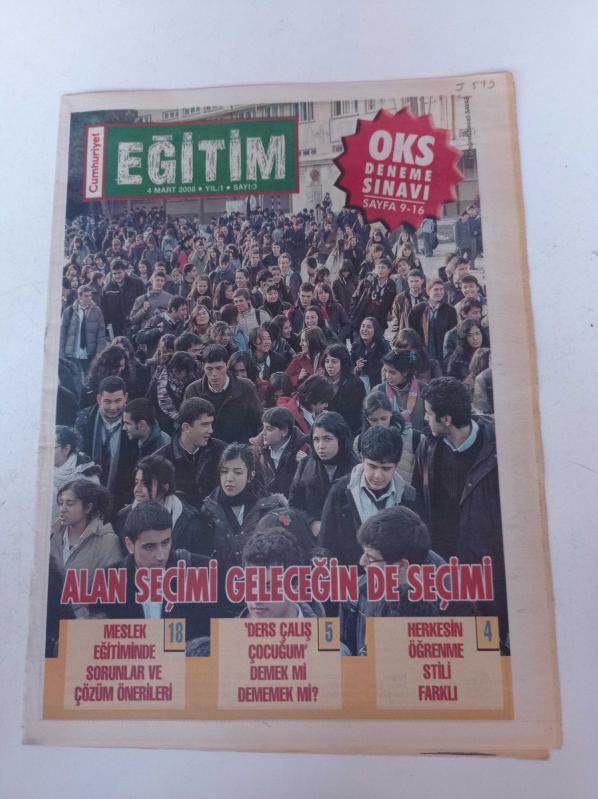 J 593
Cumhuriyet
EĞİTİM
4 MART 2008 • YIL:1 • SAYI:3
OKS
DENEME
SINAVI
SAYFA 9-16
ALAN SEÇİMİ GELECEĞİN DE SEÇİMİ
MESLEK 18
EĞİTİMİNDE
SORUNLAR VE
ÇÖZÜM ÖNERİLERİ
'DERS ÇALIŞ 5
ÇOCUĞUM'
DEMEK Mİ
DEMEMEK Mİ?
HERKESİN 4
ÖĞRENME
STİLİ
FARKLI